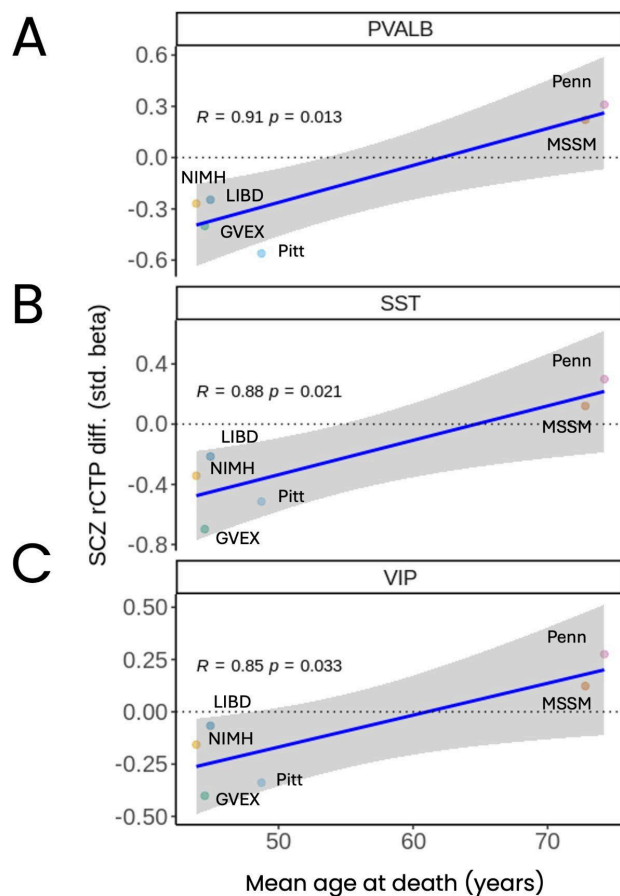 A
PVALB
0.6
0.3
0.0
-0.3
-0.6
R = 0.91 p = 0.013
Penn
MSSM
NIMH
LIBD
GVEX
Pitt
B
SST
0.4
0.0
-0.4
-0.8
R = 0.88 p = 0.021
Penn
MSSM
LIBD
NIMH
Pitt
GVEX
SCZ rCTP diff. (std. beta)
C
VIP
0.50
0.25
0.00
-0.25
-0.50
R = 0.85 p = 0.033
Penn
MSSM
LIBD
NIMH
Pitt
GVEX
50 60 70
Mean age at death (years)